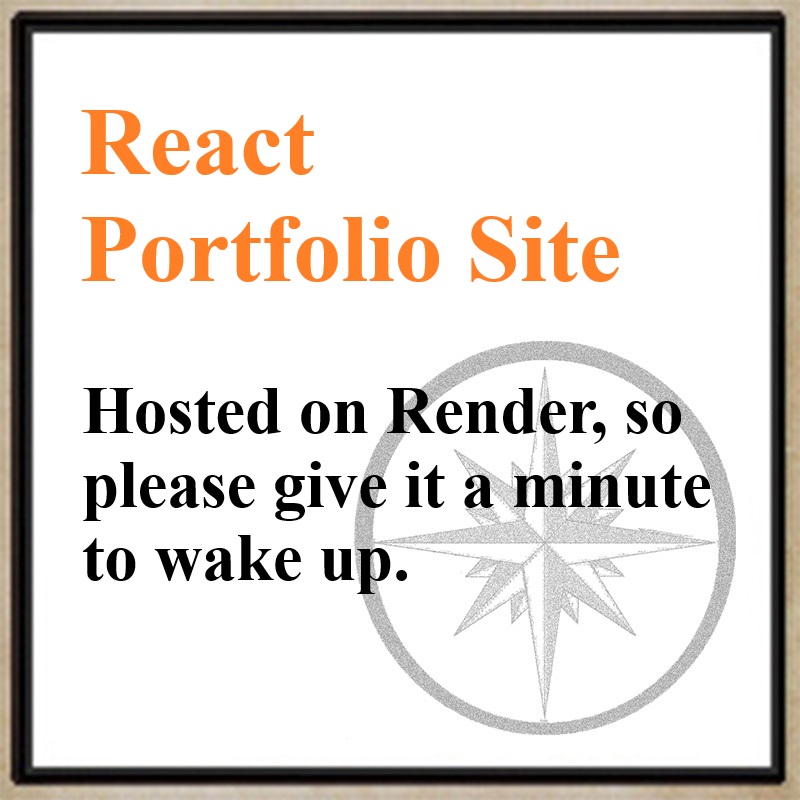 React
Portfolio Site
Hosted on Render, so
please give it a minute
to wake up.